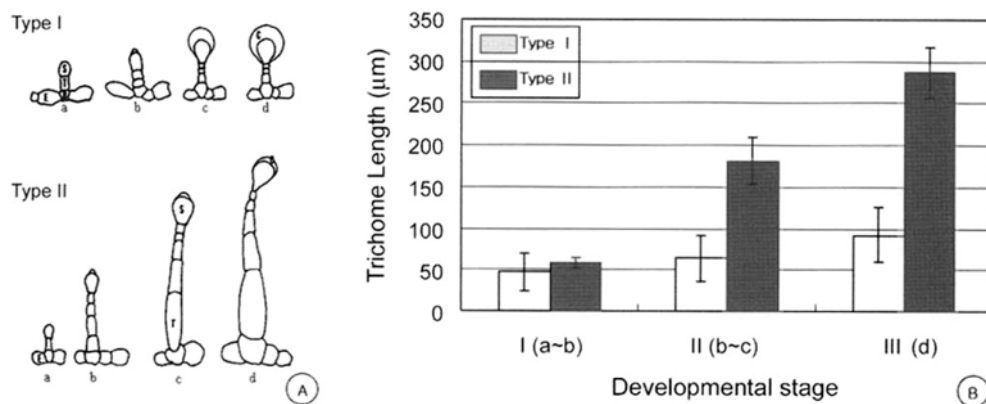 Type I
S
T
E
a
b
c
C
d
Type II
a
b
S
T
c
d
A
Trichome Length (μm)
350
300
250
200
150
100
50
0
Type I
Type II
I (a~b)
II (b~c)
III (d)
Developmental stage
B